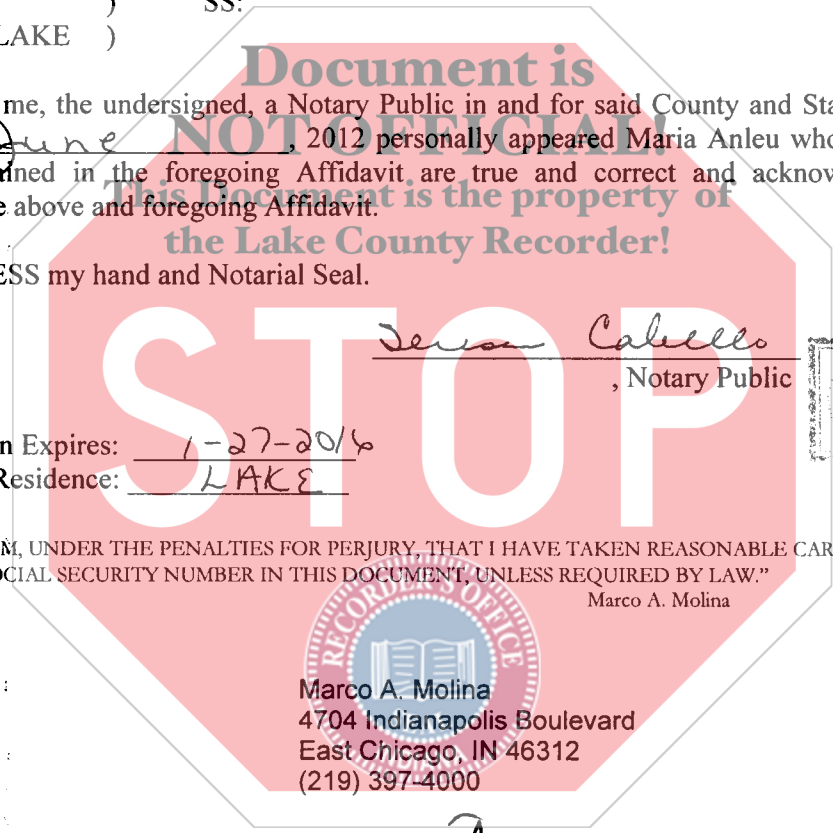 ) SS:
LAKE )
Document is
me, the undersigned, a Notary Public in and for said County and Sta
NOT OFFICIAL!
June , 2012 personally appeared Maria Anleu who
ined in the foregoing Affidavit are true and correct and acknow
This Document is the property of
e above and foregoing Affidavit.
the Lake County Recorder!
ESS my hand and Notarial Seal.
STOP
Teresa Cabello
, Notary Public
n Expires: 1-27-2016
Residence: LAKE
M, UNDER THE PENALTIES FOR PERJURY, THAT I HAVE TAKEN REASONABLE CAR
OCIAL SECURITY NUMBER IN THIS DOCUMENT, UNLESS REQUIRED BY LAW.”
Marco A. Molina
RECORDER'S OFFICE
Marco A. Molina
4704 Indianapolis Boulevard
East Chicago, IN 46312
(219) 397-4000